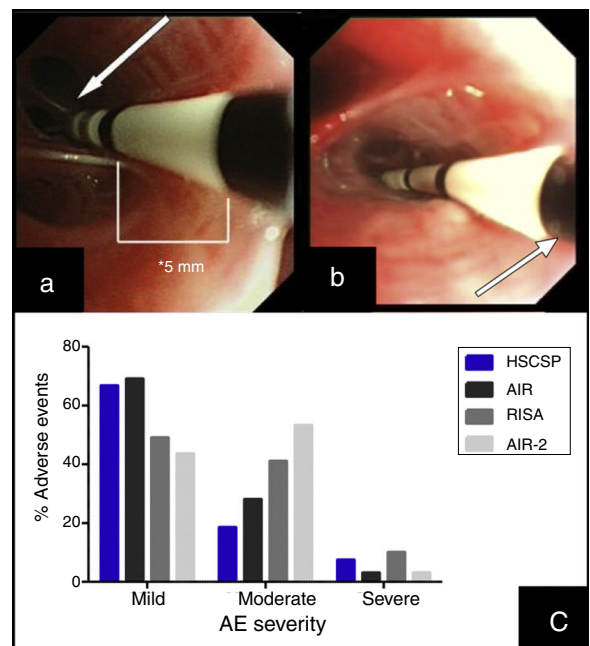 *5 mm
a
b
80
60
40
20
0
% Adverse events
Mild
Moderate
Severe
AE severity
HSCSP
AIR
RISA
AIR-2
C